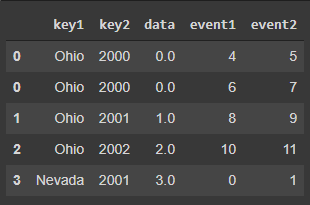 key1 key2 data event1 event2
0 Ohio 2000 0.0 4 5
0 Ohio 2000 0.0 6 7
1 Ohio 2001 1.0 8 9
2 Ohio 2002 2.0 10 11
3 Nevada 2001 3.0 0 1